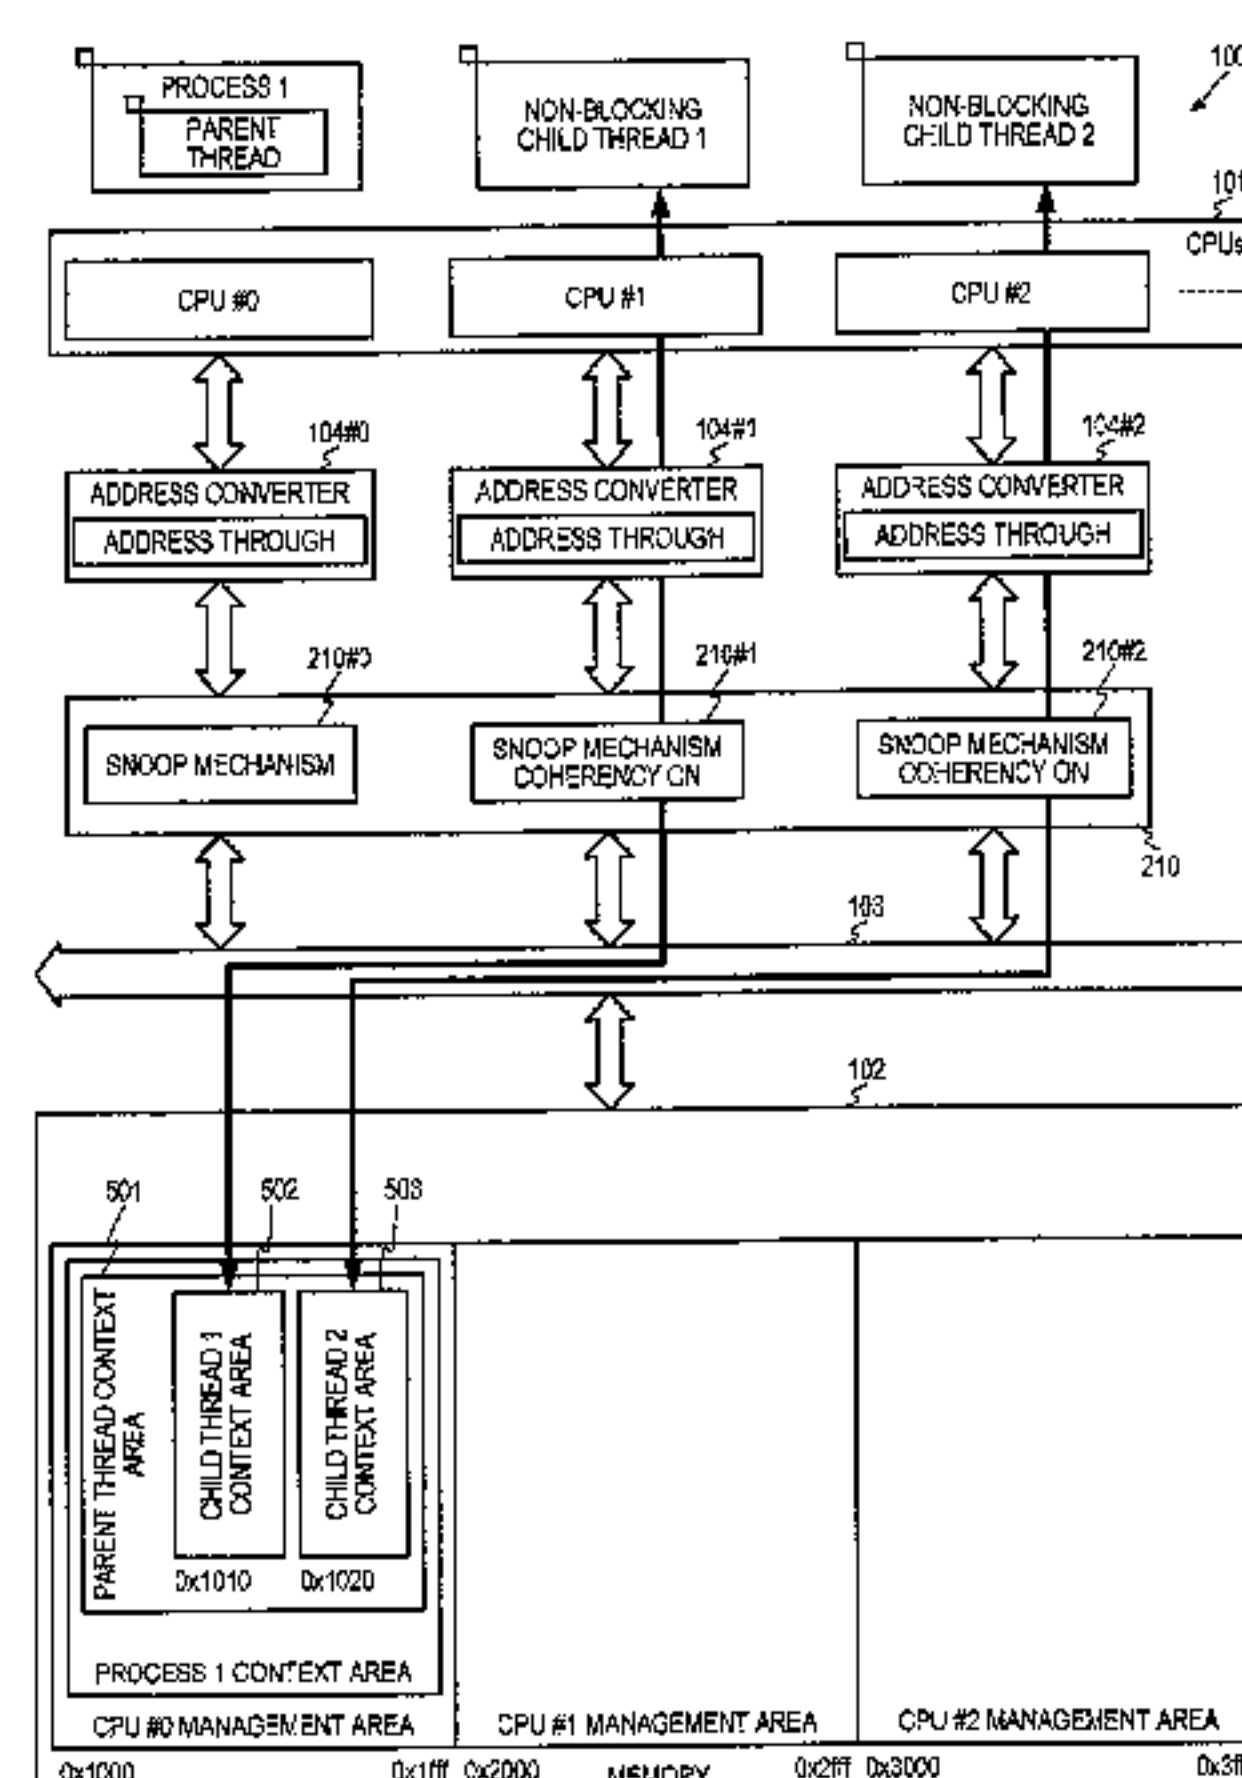 100
PROCESS 1
PARENT
THREAD
NON-BLOCKING
CHILD THREAD 1
NON-BLOCKING
CHILD THREAD 2
101
CPUs
CPU #0
CPU #1
CPU #2
104#0
104#1
104#2
ADDRESS CONVERTER
ADDRESS THROUGH
ADDRESS CONVERTER
ADDRESS THROUGH
ADDRESS CONVERTER
ADDRESS THROUGH
210#0
210#1
210#2
SNOOP MECHANISM
SNOOP MECHANISM
COHERENCY ON
SNOOP MECHANISM
COHERENCY ON
210
103
102
501
502
503
PARENT THREAD CONTEXT
AREA
CHILD THREAD 1
CONTEXT AREA
CHILD THREAD 2
CONTEXT AREA
0x1010
0x1020
PROCESS 1 CONTEXT AREA
CPU #0 MANAGEMENT AREA
CPU #1 MANAGEMENT AREA
CPU #2 MANAGEMENT AREA
0x1000
0x1fff
0x2000
MEMORY
0x2fff
0x3000